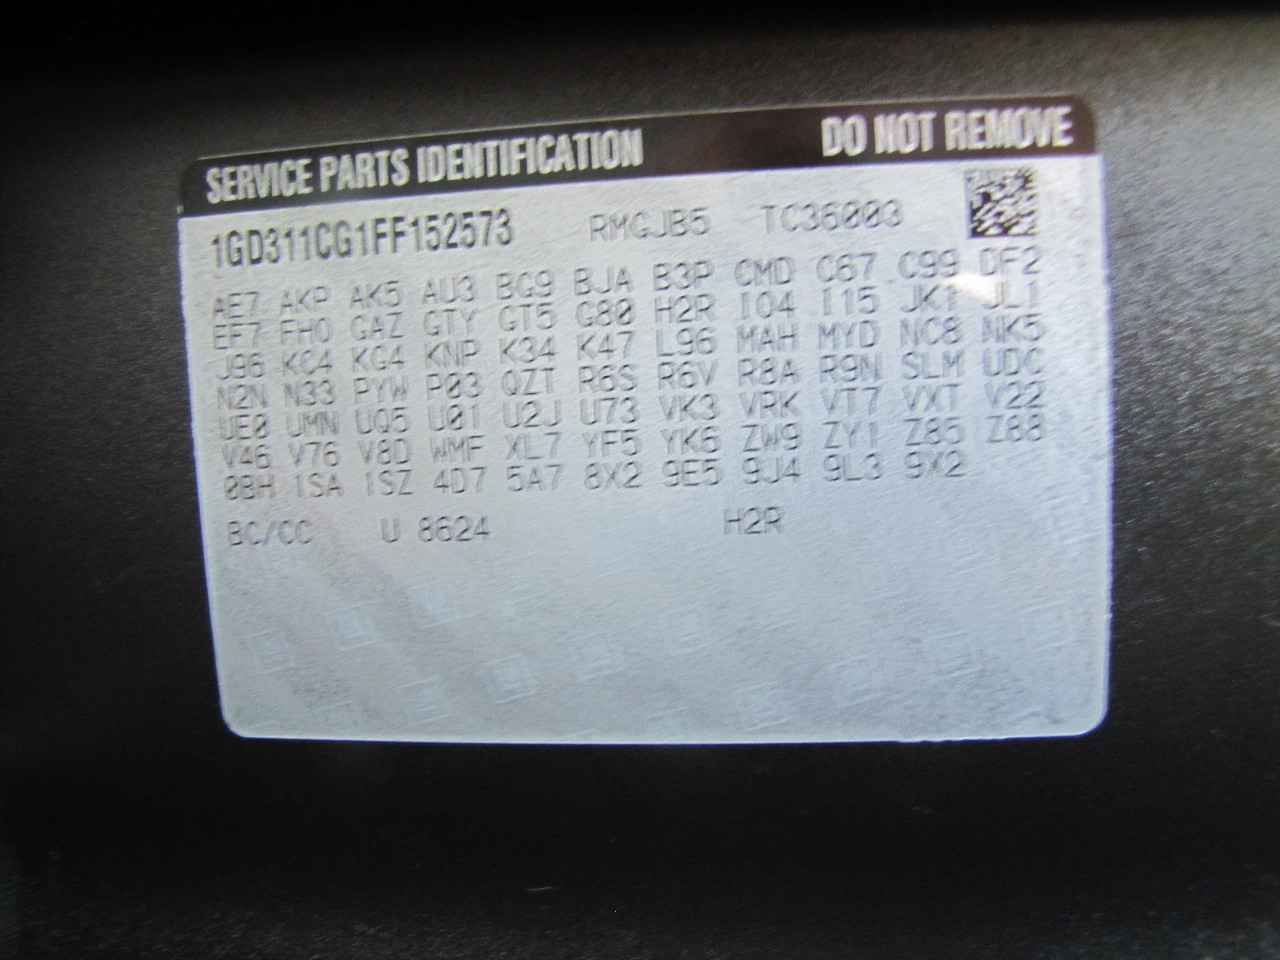 SERVICE PARTS IDENTIFICATION DO NOT REMOVE
1GD311CG1FF152573 RMGJB5 TC36003
AE7 AKP AK5 AU3 BG9 BJA B3P CMD C67 C99 DF2
EF7 FHO GAZ GTY GT5 G80 H2R IO4 I15 JK1 JL1
J96 KC4 KG4 KNP K34 K47 L96 MAH MYD NC8 NK5
N2N N33 PYW P03 QZT R6S R6V R8A R9N SLM UDC
UE0 UMN UQ5 U01 U2J U73 VK3 VRK VT7 VXT V22
V46 V76 V8D WMF XL7 YF5 YK6 ZW9 ZY1 Z85 Z88
0BH 1SA 1SZ 4D7 5A7 8X2 9E5 9J4 9L3 9X2
BC/CC U 8624 H2R